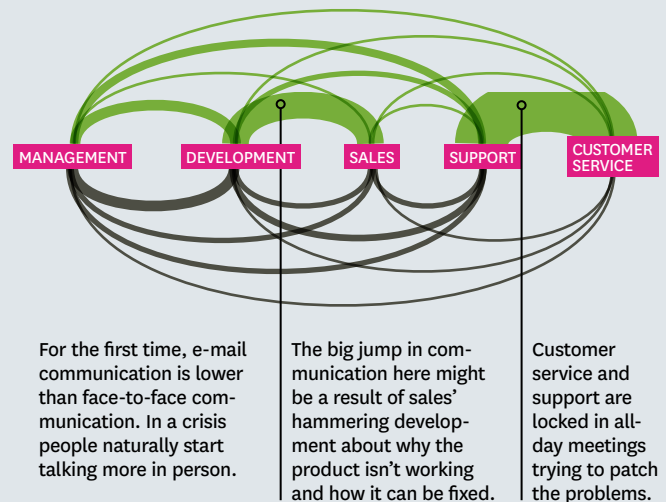 MANAGEMENT
DEVELOPMENT
SALES
SUPPORT
CUSTOMER
SERVICE
For the first time, e-mail
communication is lower
than face-to-face com-
munication. In a crisis
people naturally start
talking more in person.
The big jump in com-
munication here might
be a result of sales’
hammering develop-
ment about why the
product isn’t working
and how it can be fixed.
Customer
service and
support are
locked in all-
day meetings
trying to patch
the problems.